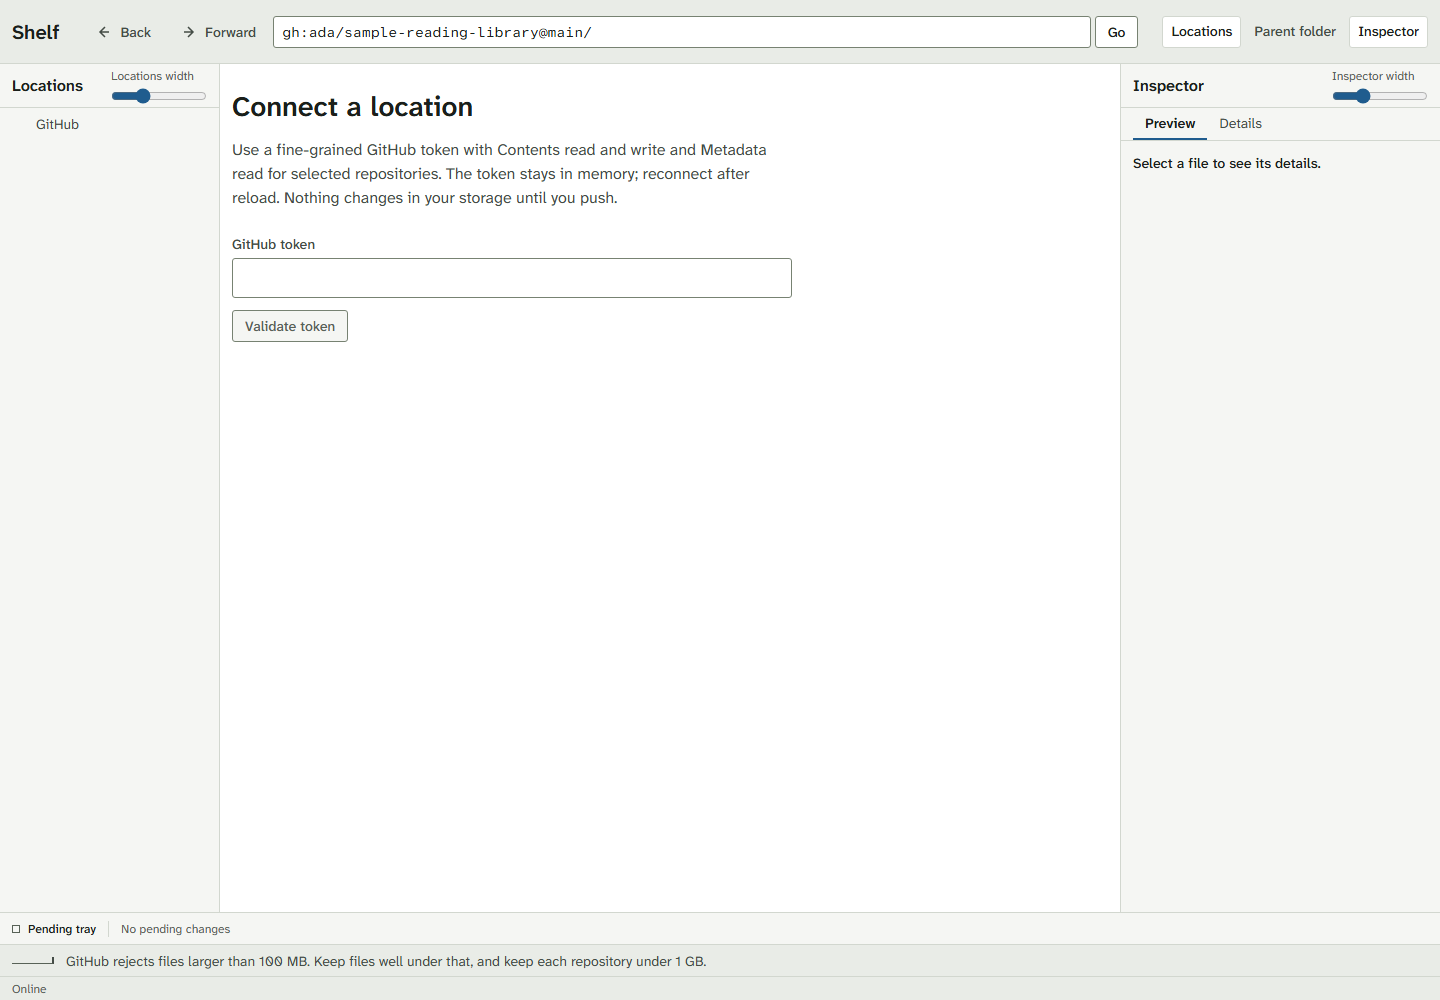 Shelf
Back
Forward
gh:ada/sample-reading-library@main/
Go
Locations
Parent folder
Inspector
Locations
Locations width
GitHub
Connect a location
Use a fine-grained GitHub token with Contents read and write and Metadata
read for selected repositories. The token stays in memory; reconnect after
reload. Nothing changes in your storage until you push.
GitHub token
Validate token
Inspector
Inspector width
Preview
Details
Select a file to see its details.
Pending tray
No pending changes
GitHub rejects files larger than 100 MB. Keep files well under that, and keep each repository under 1 GB.
Online